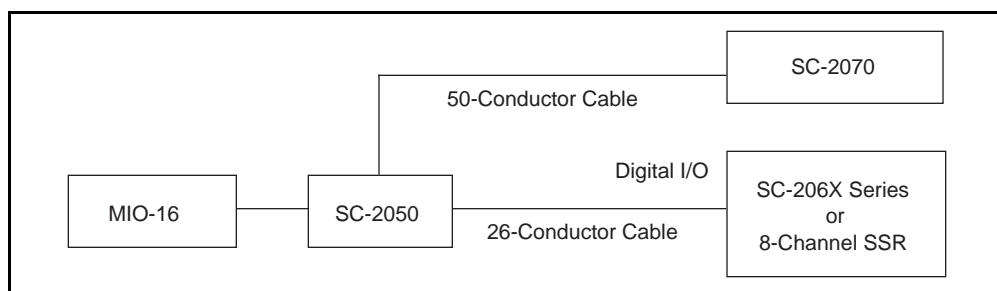 SC-2070
50-Conductor Cable
Digital I/O
MIO-16
SC-2050
26-Conductor Cable
SC-206X Series
or
8-Channel SSR